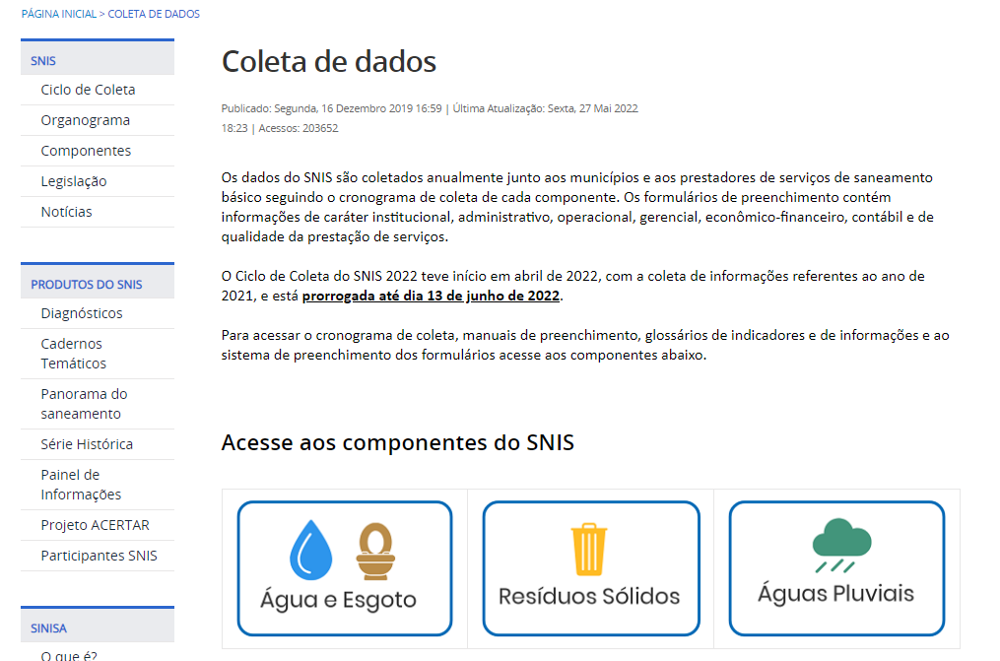 PÁGINA INICIAL > COLETA DE DADOS
SNIS
Ciclo de Coleta
Organograma
Componentes
Legislação
Notícias
PRODUTOS DO SNIS
Diagnósticos
Cadernos
Temáticos
Panorama do
saneamento
Série Histórica
Painel de
Informações
Projeto ACERTAR
Participantes SNIS
SINISA
O que é?
Coleta de dados
Publicado: Segunda, 16 Dezembro 2019 16:59 | Última Atualização: Sexta, 27 Mai 2022
18:23 | Acessos: 203652
Os dados do SNIS são coletados anualmente junto aos municípios e aos prestadores de serviços de saneamento
básico seguindo o cronograma de coleta de cada componente. Os formulários de preenchimento contém
informações de caráter institucional, administrativo, operacional, gerencial, econômico-financeiro, contábil e de
qualidade da prestação de serviços.
O Ciclo de Coleta do SNIS 2022 teve início em abril de 2022, com a coleta de informações referentes ao ano de
2021, e está prorrogada até dia 13 de junho de 2022.
Para acessar o cronograma de coleta, manuais de preenchimento, glossários de indicadores e de informações e ao
sistema de preenchimento dos formulários acesse aos componentes abaixo.
Acesse aos componentes do SNIS
Água e Esgoto
Resíduos Sólidos
Águas Pluviais